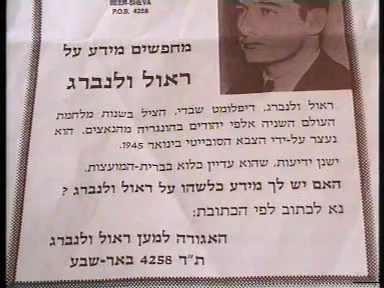 BEER-SHEVA
P.O.B. 4258
מחפשים מידע על
ראול ולנברג
ראול ולנברג, דיפלומט שבדי, הציל בשנות מלחמת
העולם השניה אלפי יהודים בהונגריה מהנאצים. הוא
נעצר על-ידי הצבא הסובייטי בינואר 1945.
ישנן ידיעות, שהוא עדיין כלוא בברית-המועצות.
האם יש לך מידע כלשהו על ראול ולנברג ?
נא לכתוב לפי הכתובת:
האגודה למען ראול ולנברג
ת"ד 4258 באר-שבע